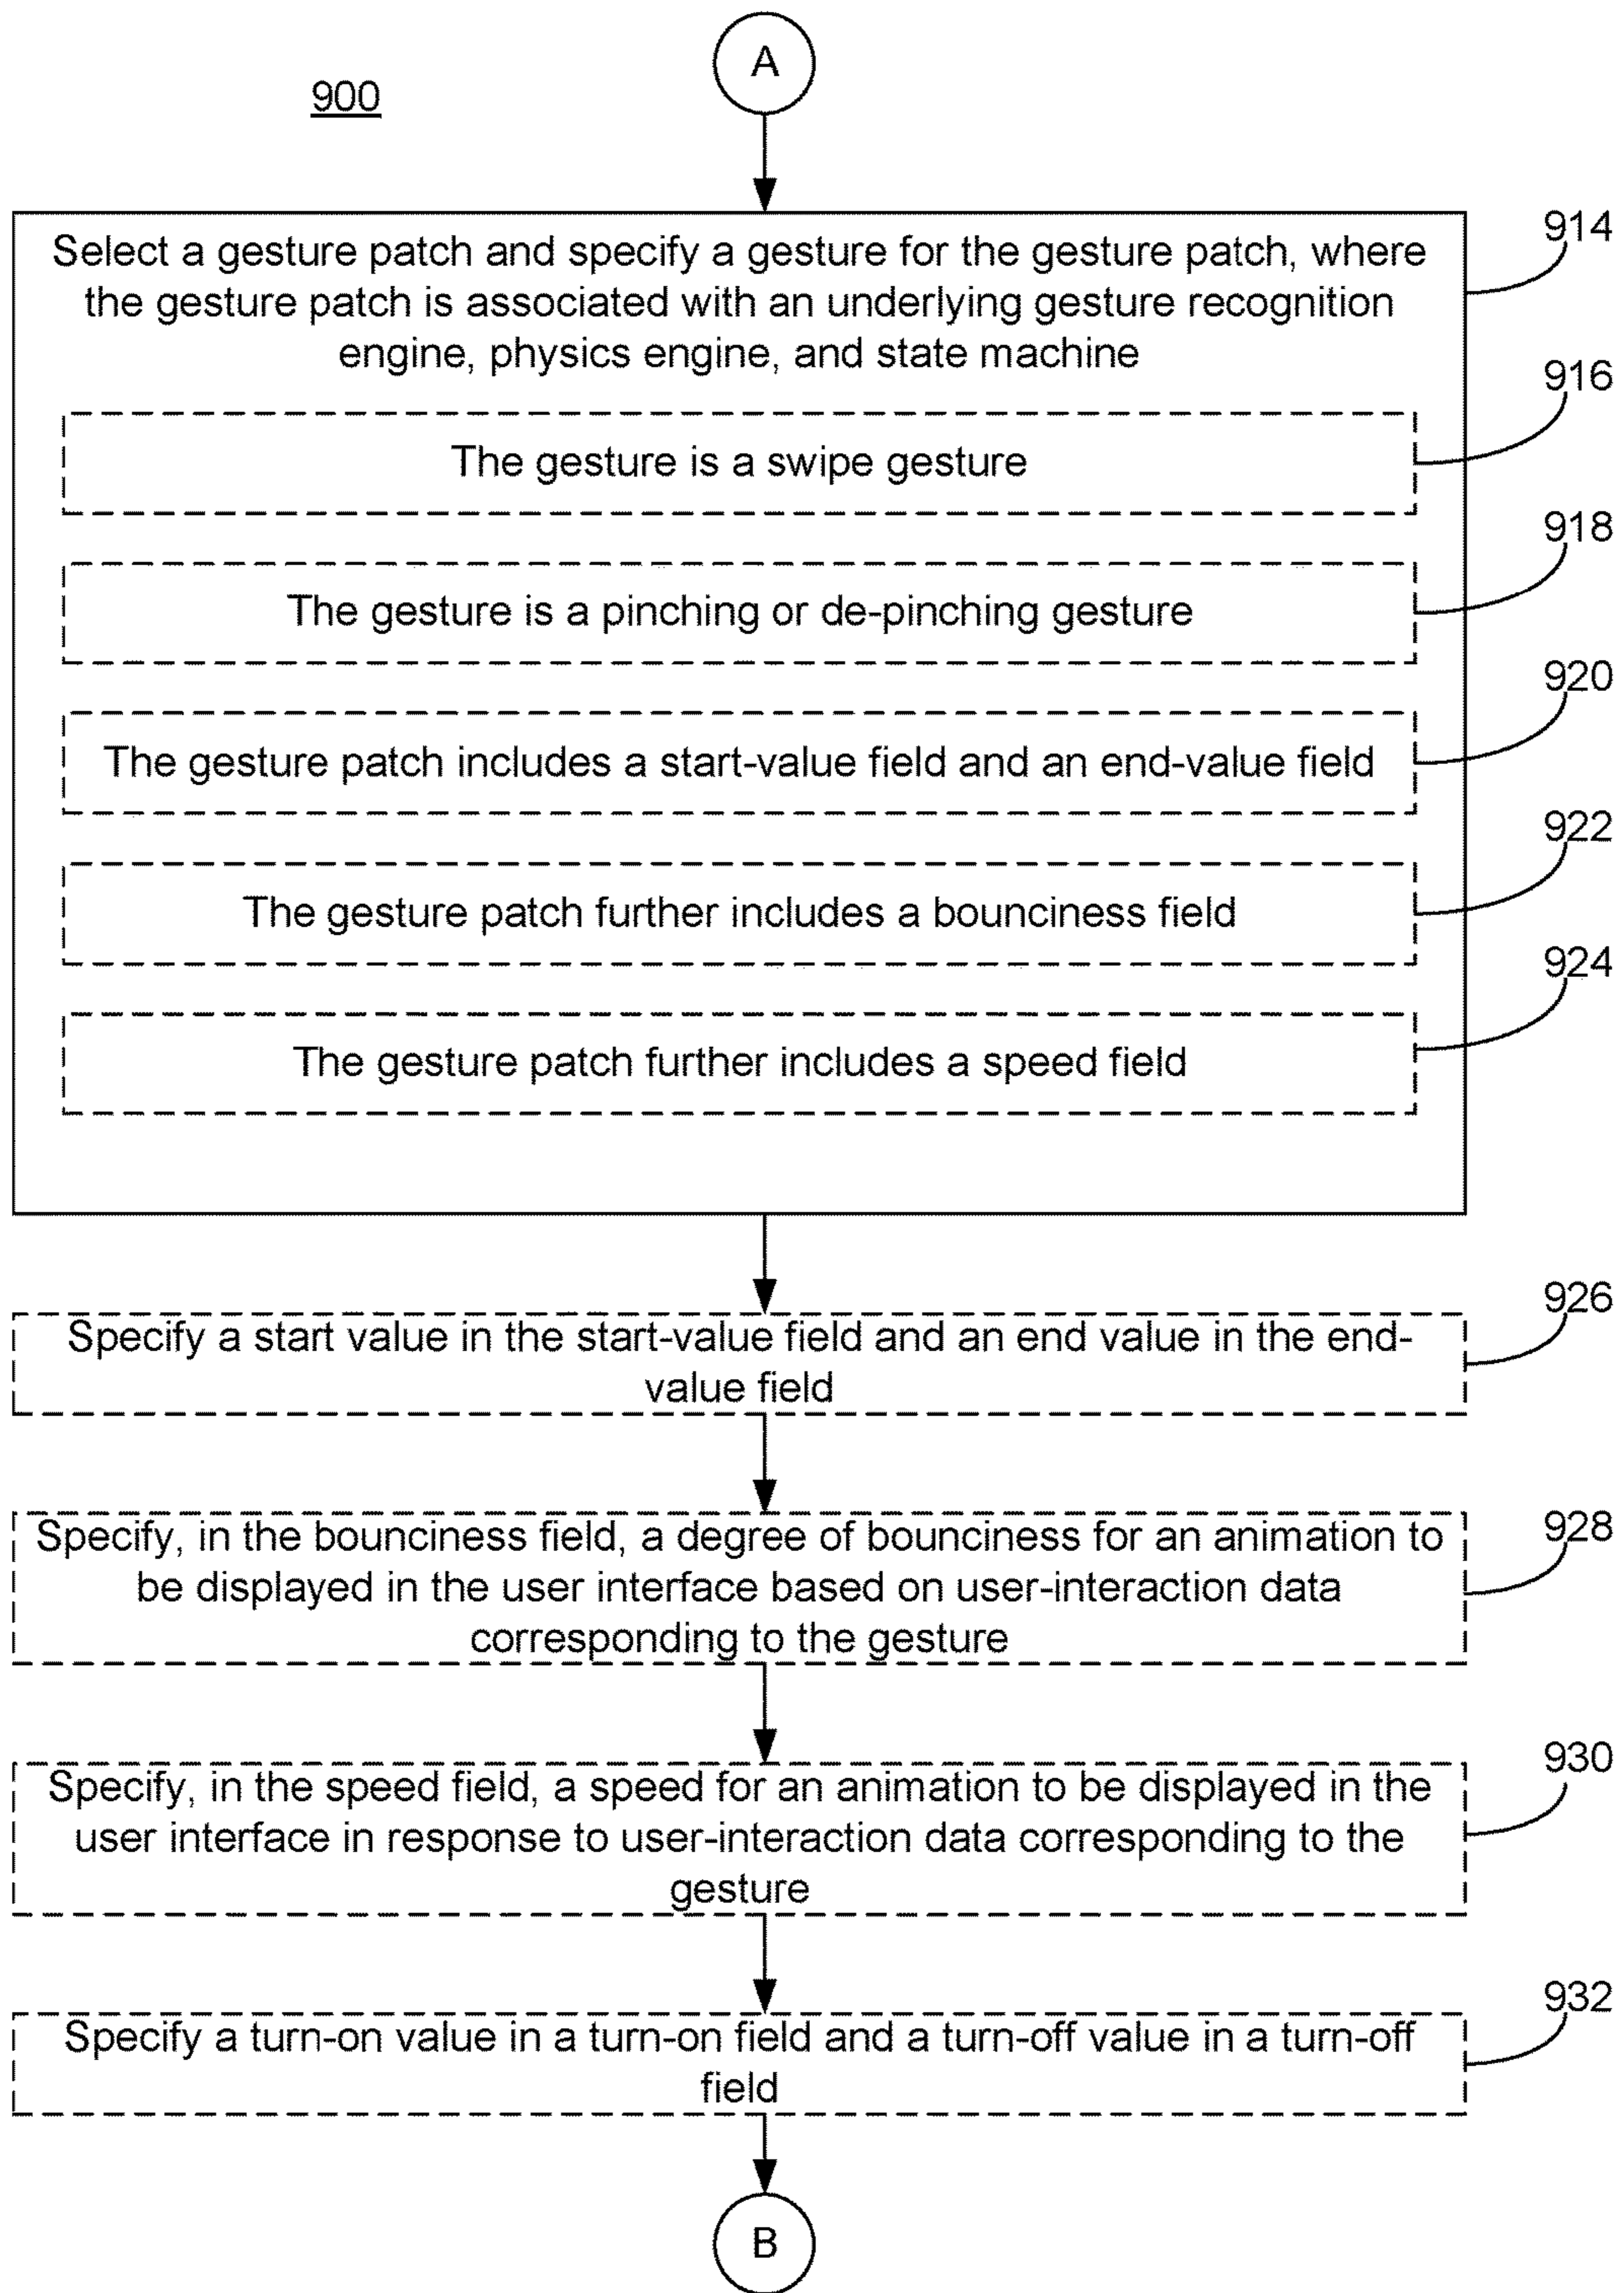 A
900
914
Select a gesture patch and specify a gesture for the gesture patch, where
the gesture patch is associated with an underlying gesture recognition
engine, physics engine, and state machine
916
The gesture is a swipe gesture
918
The gesture is a pinching or de-pinching gesture
920
The gesture patch includes a start-value field and an end-value field
922
The gesture patch further includes a bounciness field
924
The gesture patch further includes a speed field
926
Specify a start value in the start-value field and an end value in the end-
value field
928
Specify, in the bounciness field, a degree of bounciness for an animation to
be displayed in the user interface based on user-interaction data
corresponding to the gesture
930
Specify, in the speed field, a speed for an animation to be displayed in the
user interface in response to user-interaction data corresponding to the
gesture
932
Specify a turn-on value in a turn-on field and a turn-off value in a turn-off
field
B